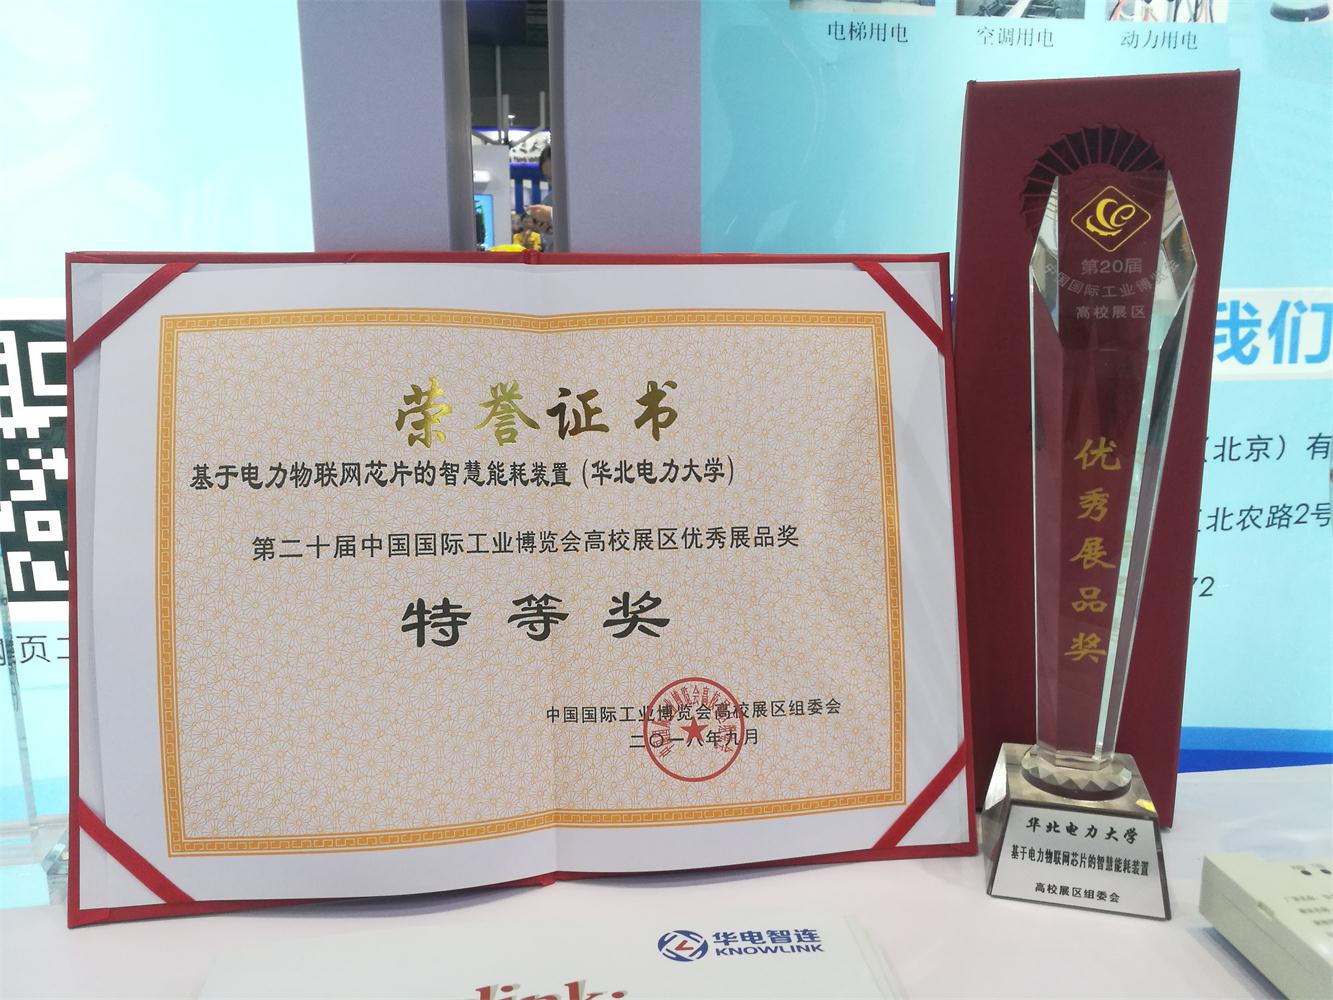 电梯用电
空调用电
动力用电
荣誉证书
基于电力物联网芯片的智慧能耗装置(华北电力大学)
第二十届中国国际工业博览会高校展区优秀展品奖
特等奖
中国国际工业博览会高校展区组委会
二〇一八年九月
第20届
中国国际工业博览会
高校展区
优秀展品奖
华北电力大学
基于电力物联网芯片的智慧能耗装置
高校展区组委会
我们
(北京)有
北农路2号
72
页二
华电智连
KNOWLINK